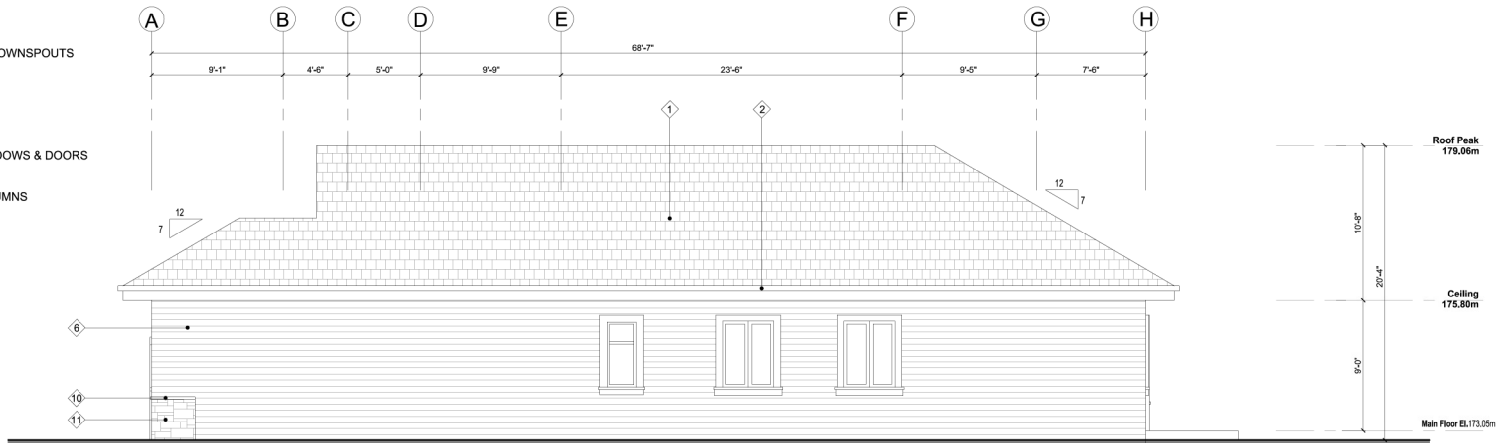 A B C D E F G H
OWNSPOUTS
68'-7"
9'-1" 4'-6" 5'-0" 9'-9" 23'-6" 9'-5" 7'-6"
1 2
Roof Peak
179.06m
DOWS & DOORS
UMNS
12
7
12
7
10'-8"
20'-4"
Ceiling
175.80m
6
9'-0"
10
11
Main Floor El.173.05m